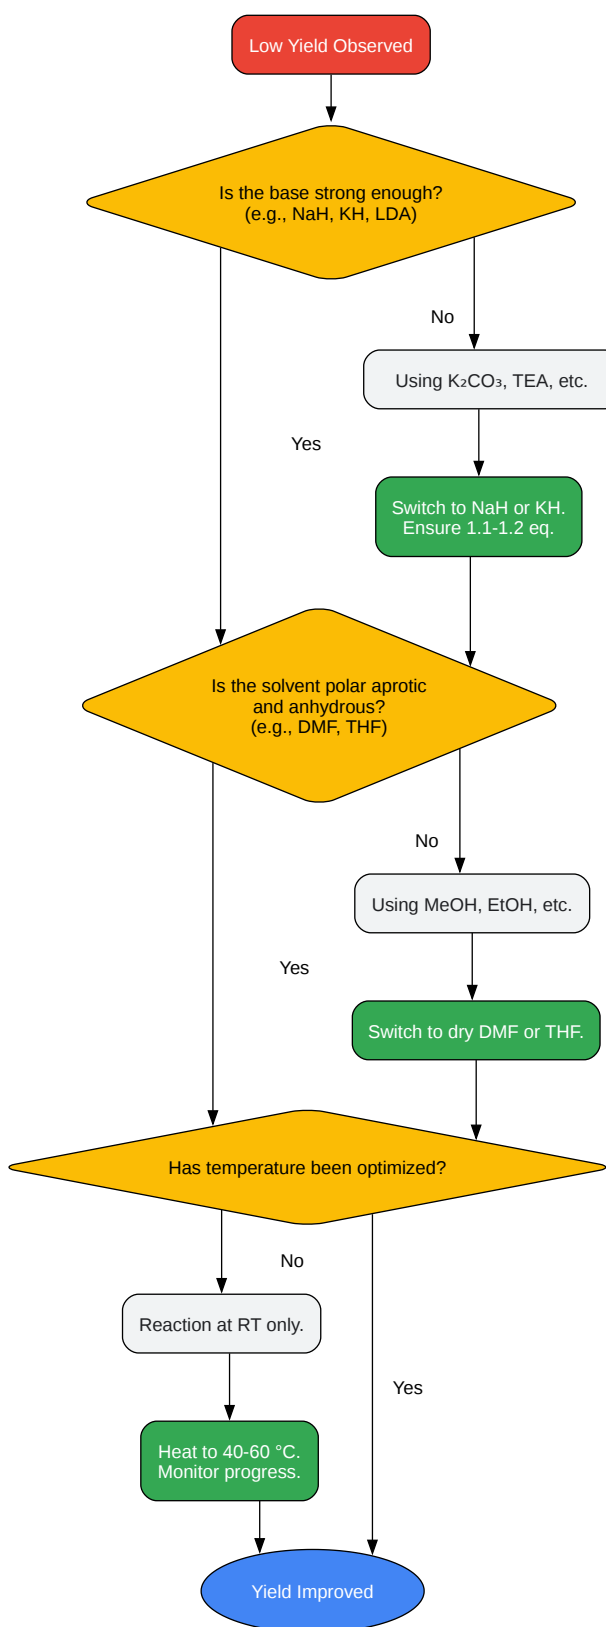 Low Yield Observed
Is the base strong enough?
(e.g., NaH, KH, LDA)
No
Using K₂CO₃, TEA, etc.
Yes
Switch to NaH or KH.
Ensure 1.1-1.2 eq.
Is the solvent polar aprotic
and anhydrous?
(e.g., DMF, THF)
No
Using MeOH, EtOH, etc.
Yes
Switch to dry DMF or THF.
Has temperature been optimized?
No
Reaction at RT only.
Yes
Heat to 40-60 °C.
Monitor progress.
Yield Improved